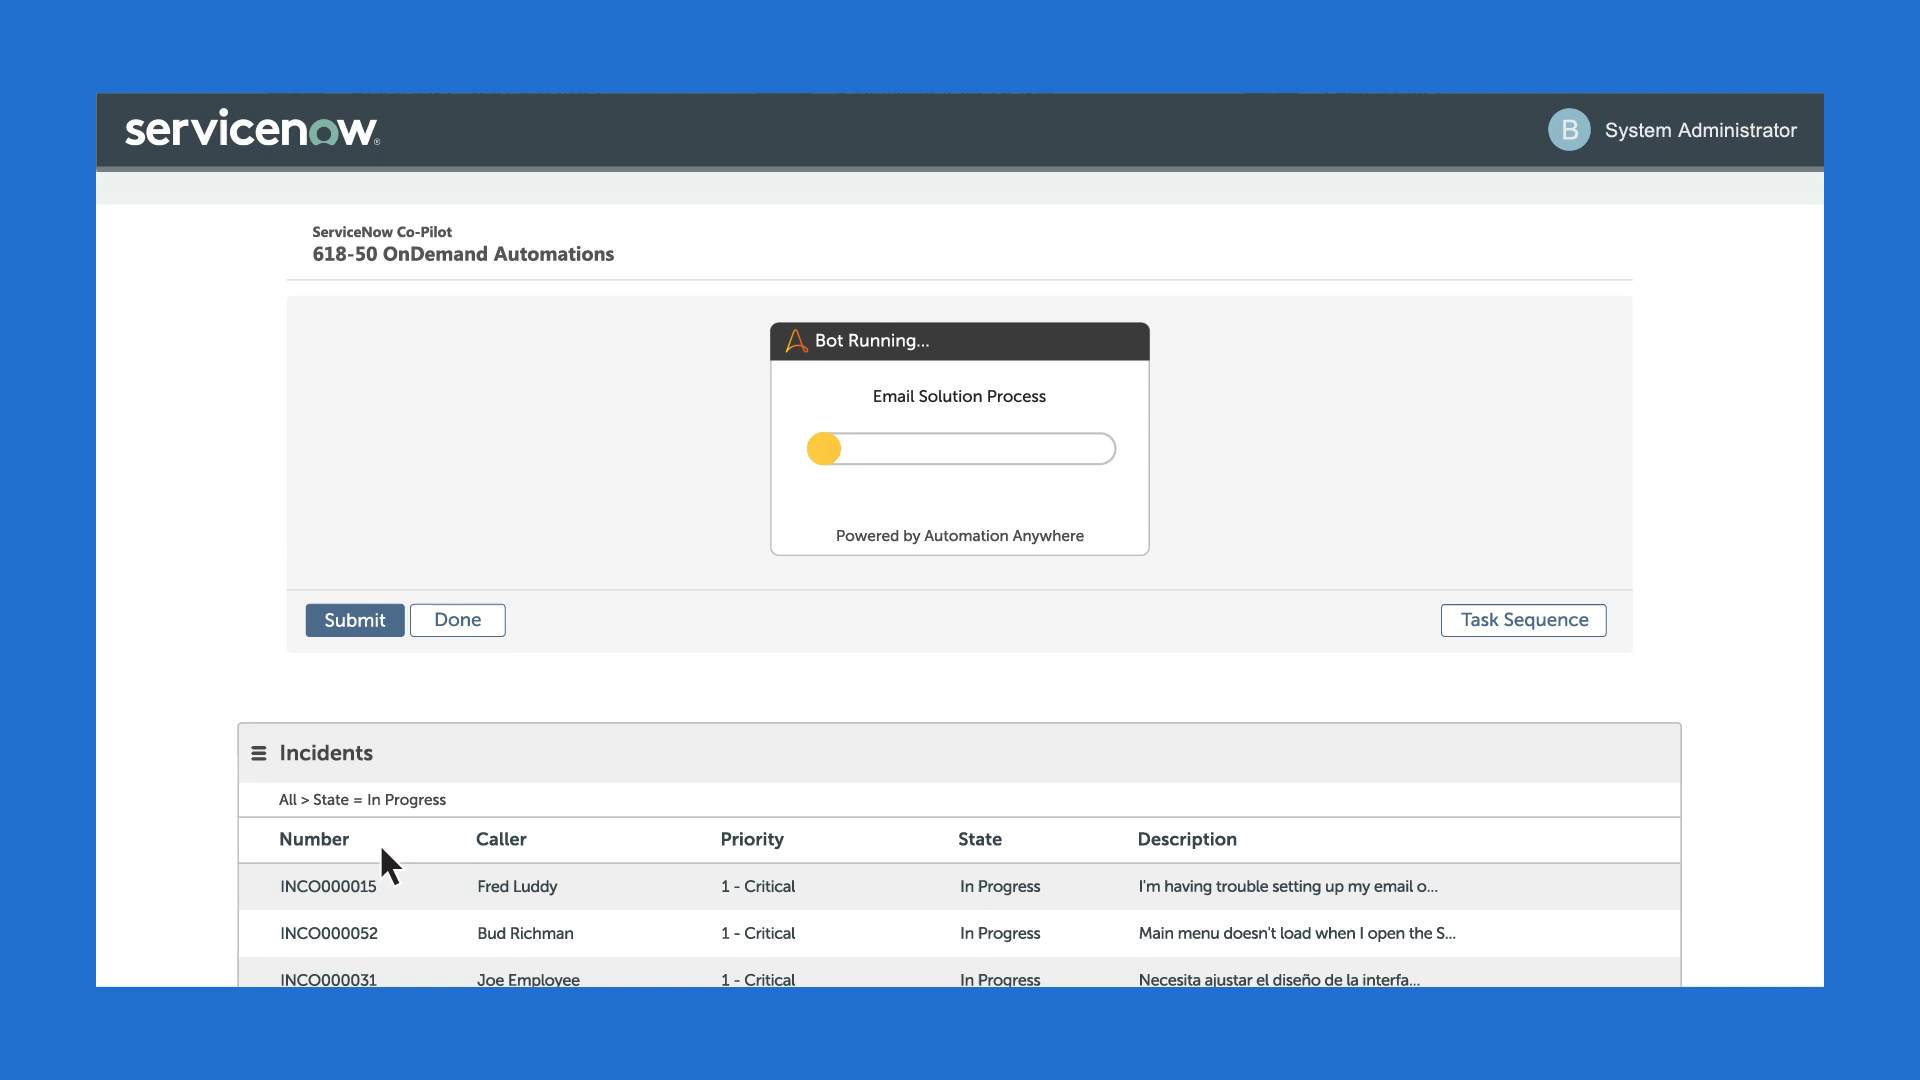 servicenow®
B System Administrator
ServiceNow Co-Pilot
618-50 OnDemand Automations
Bot Running...
Email Solution Process
Powered by Automation Anywhere
Submit Done Task Sequence
Incidents
All > State = In Progress
Number Caller Priority State Description
INCO000015 Fred Luddy 1 - Critical In Progress I'm having trouble setting up my email o...
INCO000052 Bud Richman 1 - Critical In Progress Main menu doesn't load when I open the S...
INCO000031 Joe Employee 1 - Critical In Progress Necesita ajustar el diseño de la interfa...